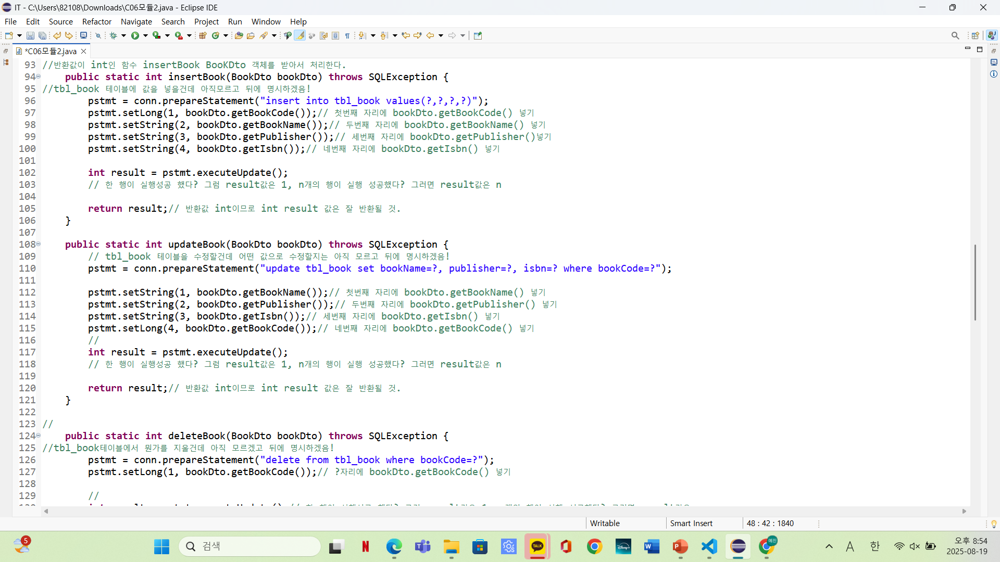 IT - C:\Users\82108\Downloads\C06모듈2.java - Eclipse IDE
File Edit Source Refactor Navigate Search Project Run Window Help
*C06모듈2.java
93 //반환값이 int인 함수 insertBook BooKDto 객체를 받아서 처리한다.
94 public static int insertBook(BookDto bookDto) throws SQLException {
95 //tbl_book 테이블에 값을 넣을건데 아직모르고 뒤에 명시하겠음!
96 pstmt = conn.prepareStatement("insert into tbl_book values(?,?,?,?)");
97 pstmt.setLong(1, bookDto.getBookCode());// 첫번째 자리에 bookDto.getBookCode() 넣기
98 pstmt.setString(2, bookDto.getBookName());// 두번째 자리에 bookDto.getBookName() 넣기
99 pstmt.setString(3, bookDto.getPublisher());// 세번째 자리에 bookDto.getPublisher()넣기
100 pstmt.setString(4, bookDto.getIsbn());// 네번째 자리에 bookDto.getIsbn() 넣기
101
102 int result = pstmt.executeUpdate();
103 // 한 행이 실행성공 했다? 그럼 result값은 1, n개의 행이 실행 성공했다? 그러면 result값은 n
104
105 return result;// 반환값 int이므로 int result 값은 잘 반환될 것.
106 }
107
108 public static int updateBook(BookDto bookDto) throws SQLException {
109 // tbl_book 테이블을 수정할건데 어떤 값으로 수정할지는 아직 모르고 뒤에 명시하겠음!
110 pstmt = conn.prepareStatement("update tbl_book set bookName=?, publisher=?, isbn=? where bookCode=?");
111
112 pstmt.setString(1, bookDto.getBookName());// 첫번째 자리에 bookDto.getBookName() 넣기
113 pstmt.setString(2, bookDto.getPublisher());// 두번째 자리에 bookDto.getPublisher() 넣기
114 pstmt.setString(3, bookDto.getIsbn());// 세번째 자리에 bookDto.getIsbn() 넣기
115 pstmt.setLong(4, bookDto.getBookCode());// 네번째 자리에 bookDto.getBookCode() 넣기
116 //
117 int result = pstmt.executeUpdate();
118 // 한 행이 실행성공 했다? 그럼 result값은 1, n개의 행이 실행 성공했다? 그러면 result값은 n
119
120 return result;// 반환값 int이므로 int result 값은 잘 반환될 것.
121 }
122
123 //
124 public static int deleteBook(BookDto bookDto) throws SQLException {
125 //tbl_book테이블에서 뭔가를 지울건데 아직 모르겠고 뒤에 명시하겠음!
126 pstmt = conn.prepareStatement("delete from tbl_book where bookCode=?");
127 pstmt.setLong(1, bookDto.getBookCode());// ?자리에 bookDto.getBookCode() 넣기
128
129 //
Writable Smart Insert 48 : 42 : 1840
5 검색 N TALK Disney+ W P 예진 A 한 오후 8:54
2025-08-19